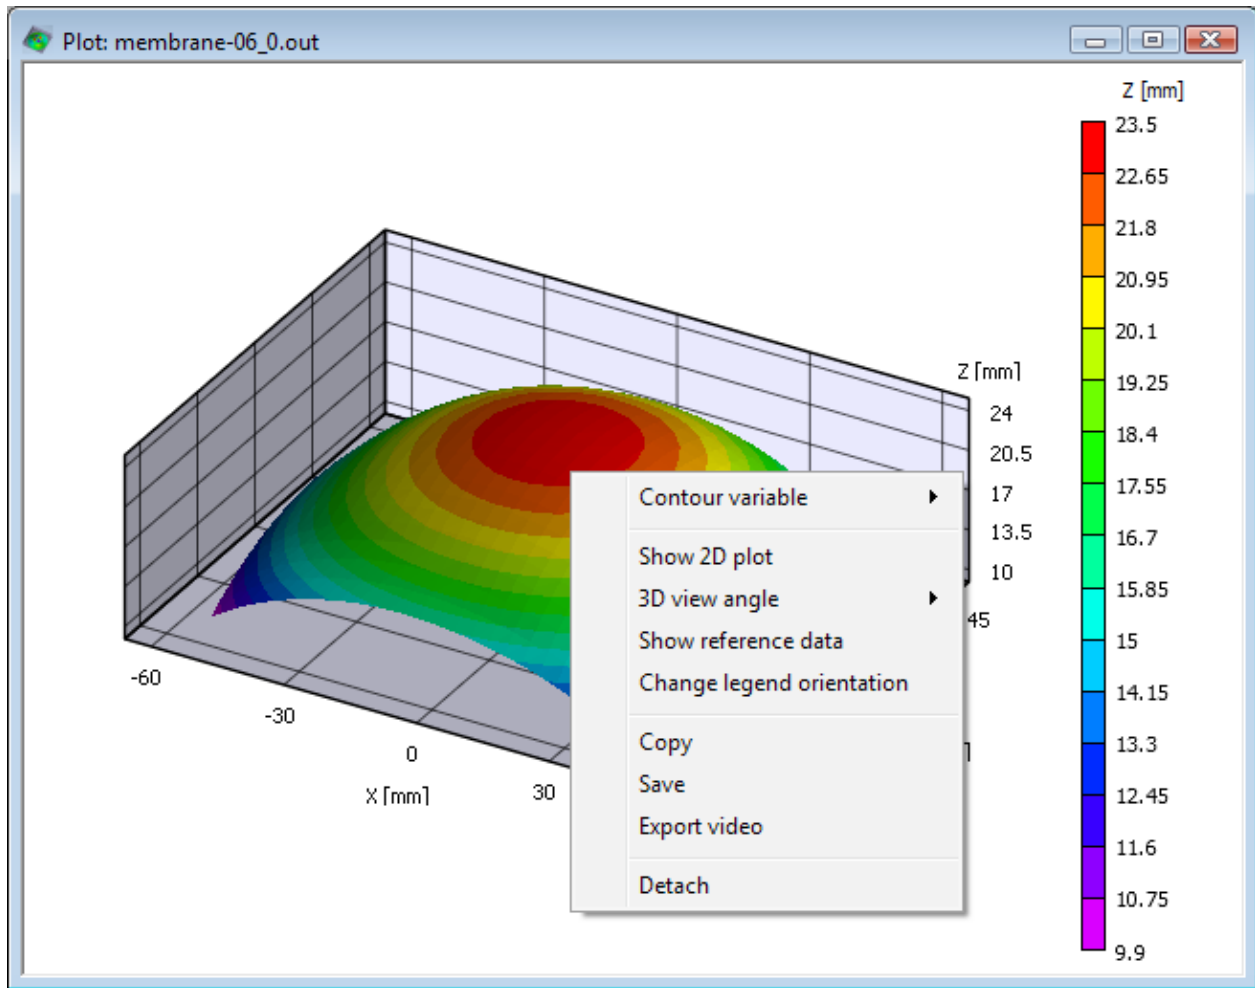 Plot: membrane-06_0.out
Z [mm]
23.5
22.65
21.8
20.95
20.1
19.25
18.4
17.55
16.7
15.85
15
14.15
13.3
12.45
11.6
10.75
9.9
Z [mm]
24
20.5
17
13.5
10
45
-60
-30
0
30
X [mm]
Contour variable
Show 2D plot
3D view angle
Show reference data
Change legend orientation
Copy
Save
Export video
Detach